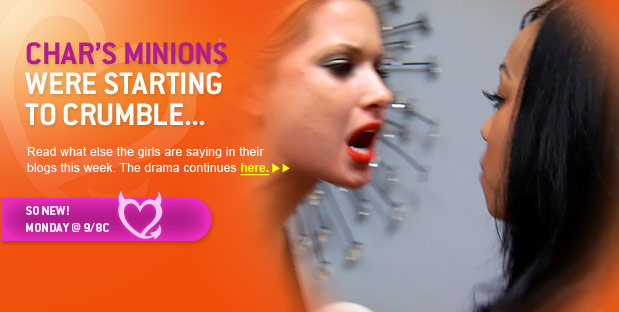 CHAR'S MINIONS
WERE STARTING
TO CRUMBLE...
Read what else the girls are saying in their
blogs this week. The drama continues here.
SO NEW!
MONDAY @ 9/8C